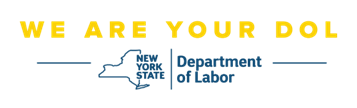 WE ARE YOUR DOL
NEW
YORK
STATE
Department
of Labor